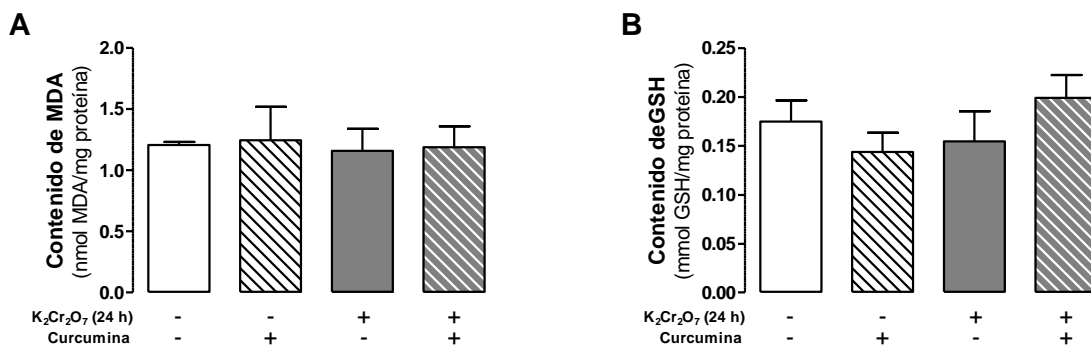 A
Contenido de MDA
(nmol MDA/mg proteína)
2.0
1.5
1.0
0.5
0.0
K₂Cr₂O₇ (24 h) - - + +
Curcumina - + - +
B
Contenido deGSH
(mmol GSH/mg proteína)
0.25
0.20
0.15
0.10
0.05
0.00
K₂Cr₂O₇ (24 h) - - + +
Curcumina - + - +